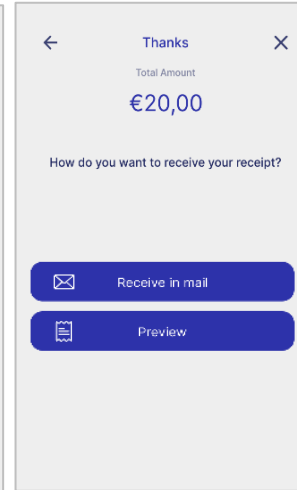 Thanks
Total Amount
€20,00
How do you want to receive your receipt?
Receive in mail
Preview